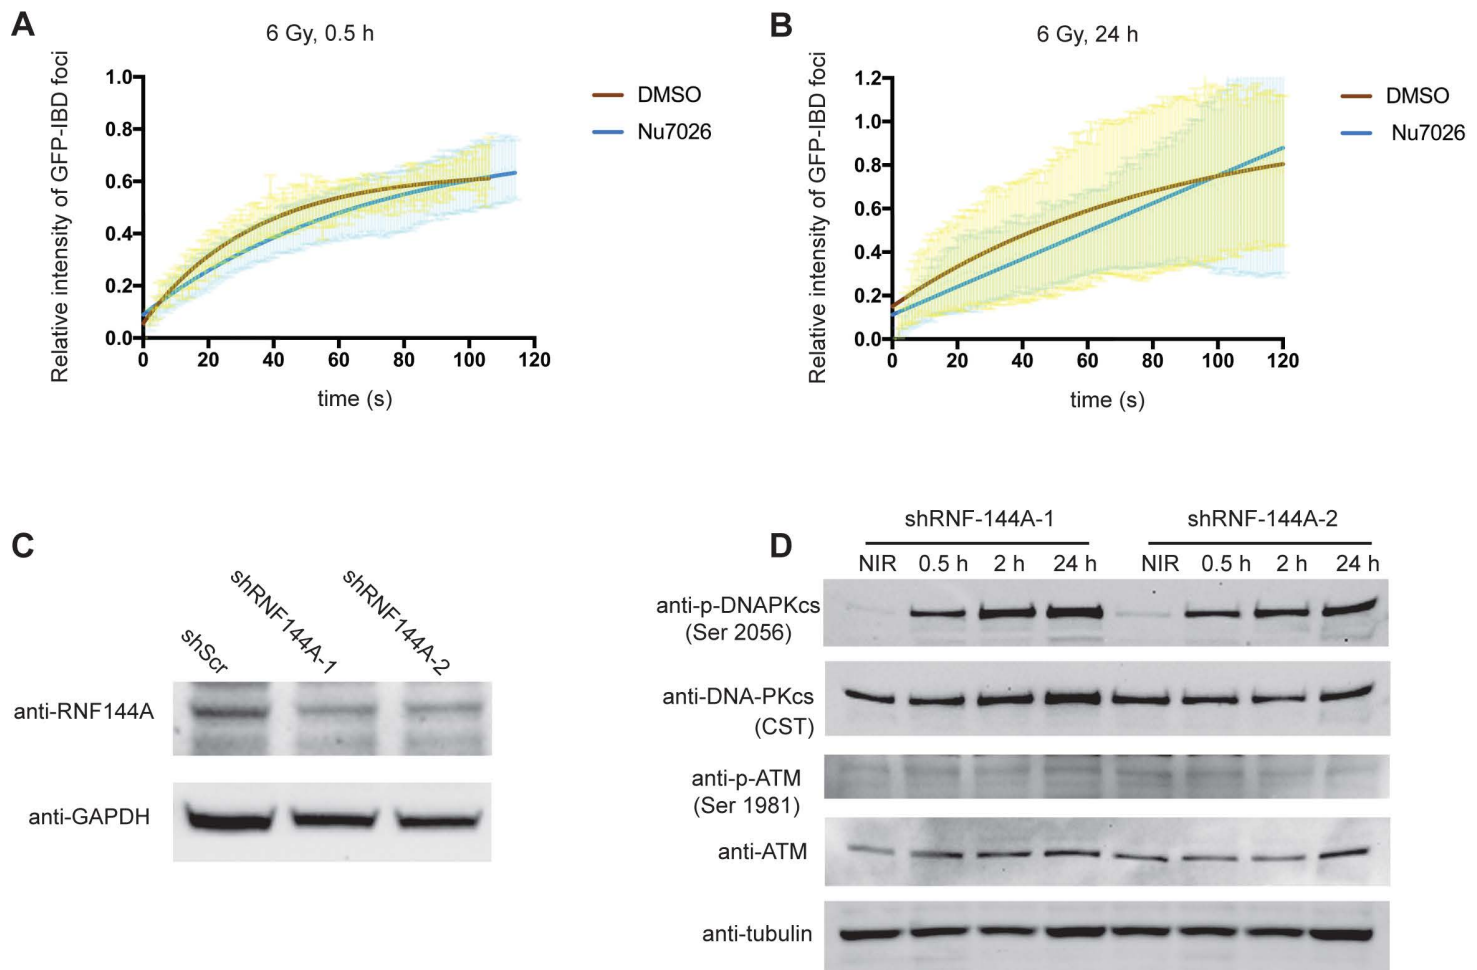 A
6 Gy, 0.5 h
Relative intensity of GFP-IBD foci
1.0
0.8
0.6
0.4
0.2
0.0
0 20 40 60 80 100 120
time (s)
DMSO
Nu7026
B
6 Gy, 24 h
Relative intensity of GFP-IBD foci
1.2
1.0
0.8
0.6
0.4
0.2
0.0
0 20 40 60 80 100 120
time (s)
DMSO
Nu7026
C
shScr
shRNF144A-1
shRNF144A-2
anti-RNF144A
anti-GAPDH
D
shRNF-144A-1 shRNF-144A-2
NIR 0.5 h 2 h 24 h NIR 0.5 h 2 h 24 h
anti-p-DNAPKcs
(Ser 2056)
anti-DNA-PKcs
(CST)
anti-p-ATM
(Ser 1981)
anti-ATM
anti-tubulin